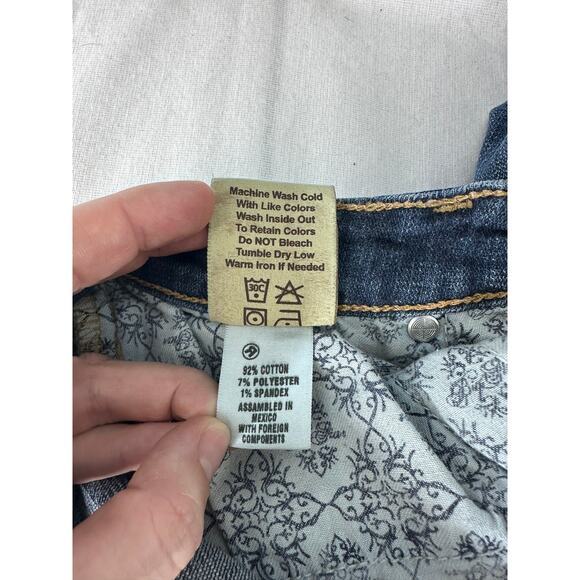 Machine Wash Cold
With Like Colors
Wash Inside Out
To Retain Colors
Do NOT Bleach
Tumble Dry Low
Warm Iron If Needed
30C
92% COTTON
7% POLYESTER
1% SPANDEX
ASSEMBLED IN
MEXICO
WITH FOREIGN
COMPONENTS